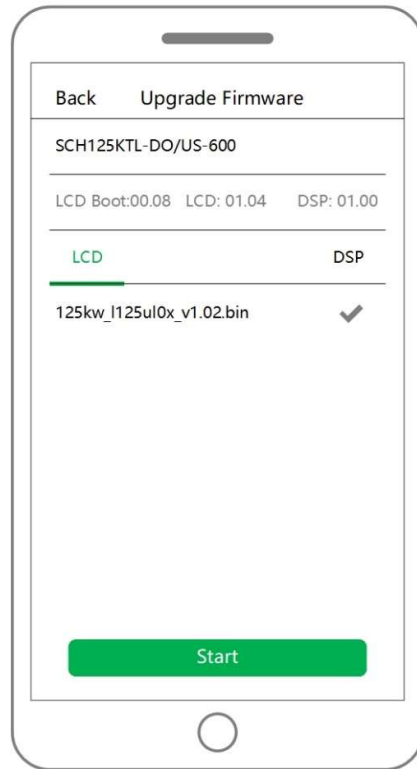 Back Upgrade Firmware
SCH125KTL-DO/US-600
LCD Boot:00.08 LCD: 01.04 DSP: 01.00
LCD DSP
125kw_l125ul0x_v1.02.bin
Start